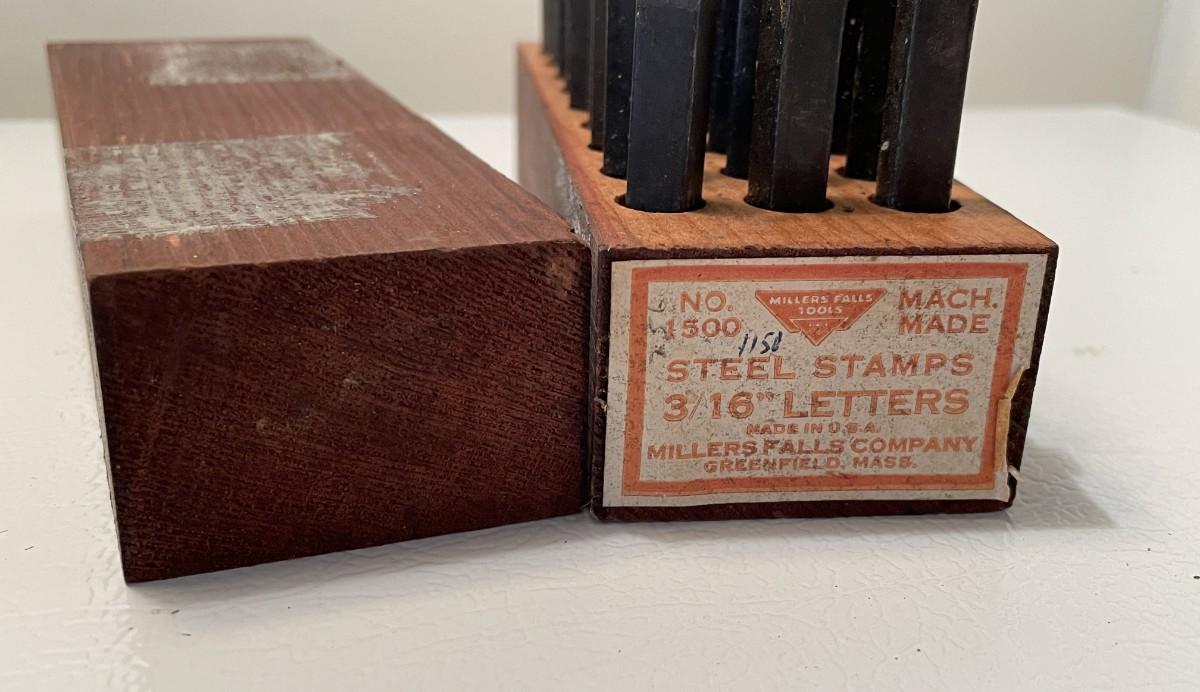 NO. 1500
MILLERS FALLS
TOOLS
MACH. MADE
1150
STEEL STAMPS
3/16" LETTERS
MADE IN U.S.A.
MILLERS FALLS COMPANY
GREENFIELD, MASS.